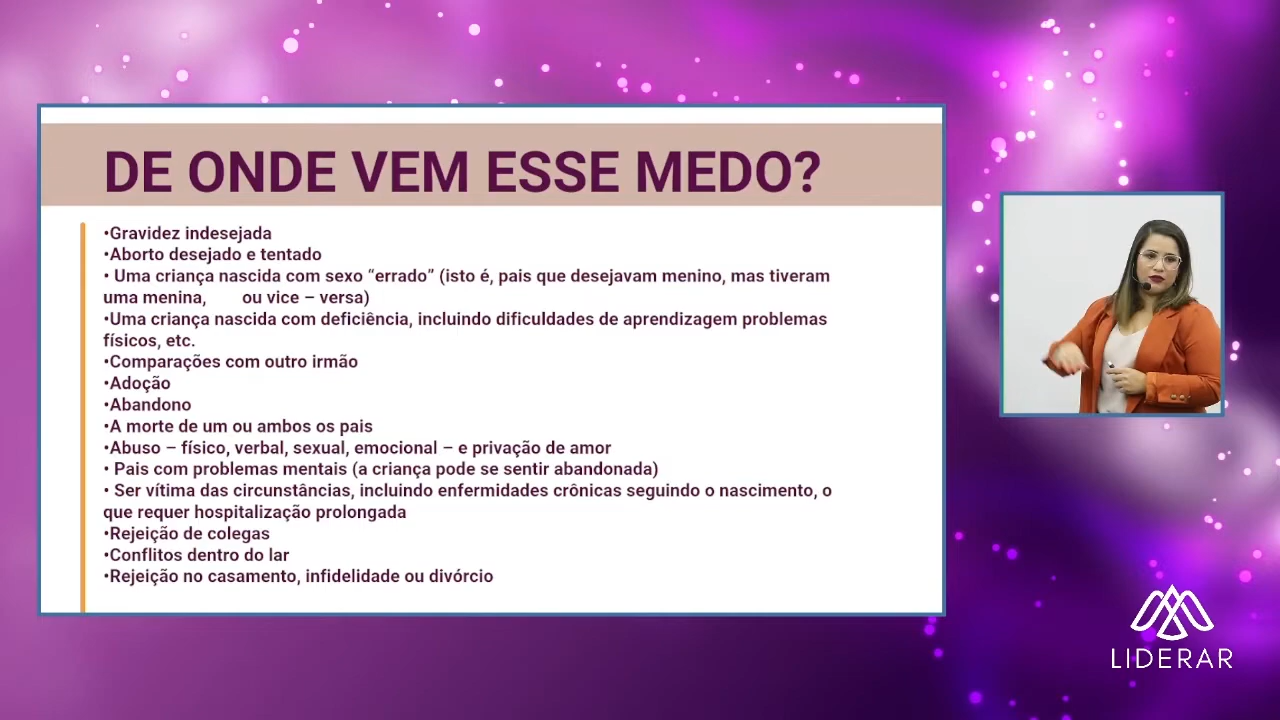 DE ONDE VEM ESSE MEDO?
•Gravidez indesejada
•Aborto desejado e tentado
• Uma criança nascida com sexo “errado” (isto é, pais que desejavam menino, mas tiveram
uma menina, ou vice – versa)
•Uma criança nascida com deficiência, incluindo dificuldades de aprendizagem problemas
físicos, etc.
•Comparações com outro irmão
•Adoção
•Abandono
•A morte de um ou ambos os pais
•Abuso – físico, verbal, sexual, emocional – e privação de amor
• Pais com problemas mentais (a criança pode se sentir abandonada)
• Ser vítima das circunstâncias, incluindo enfermidades crônicas seguindo o nascimento, o
que requer hospitalização prolongada
•Rejeição de colegas
•Conflitos dentro do lar
•Rejeição no casamento, infidelidade ou divórcio
LIDERAR